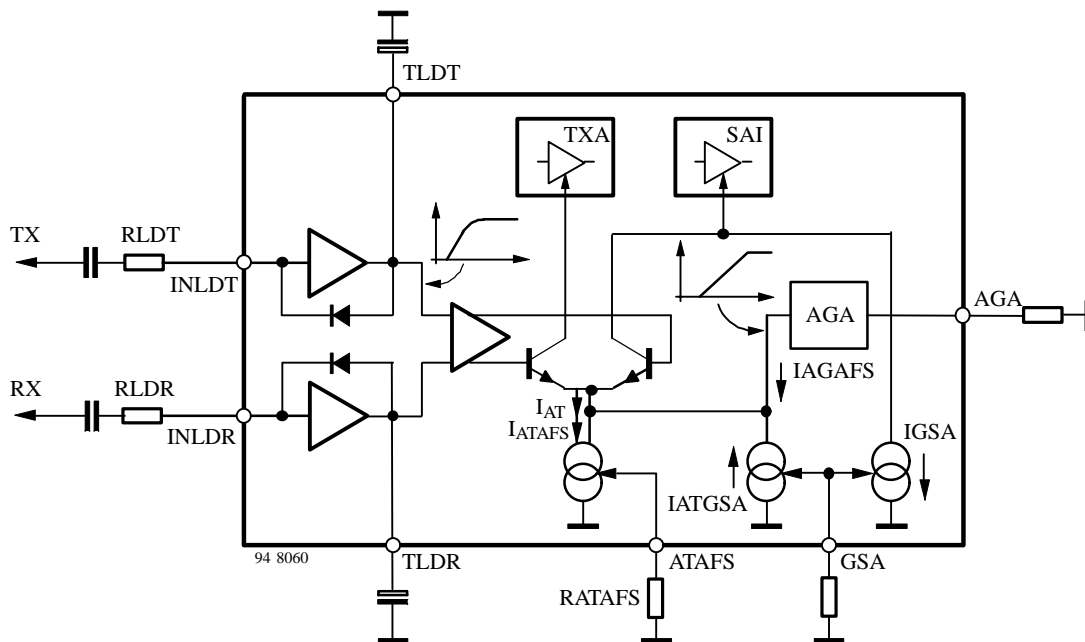 TLDT
TXA
SAI
TX
RLDT
INLDT
AGA
AGA
RX
RLDR
INLDR
IAGAFS
IAT
IATAFS
IGSA
IATGSA
94 8060
TLDR
ATAFS
GSA
RATAFS